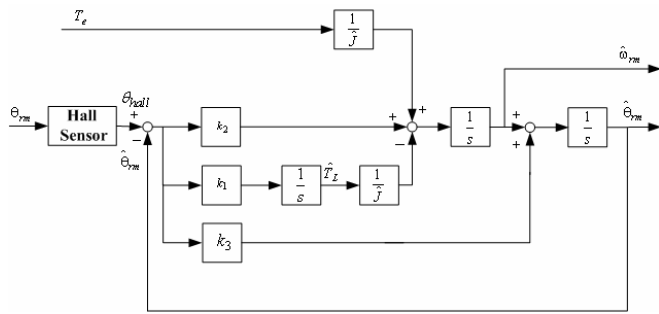 T_e
1
Ĵ
ω̂_rm
θ_rm
Hall
Sensor
θ_hall
+
−
θ̂_rm
k_2
+
+
−
1
s
+
+
1
s
θ̂_rm
k_1
1
s
T̂_L
1
Ĵ
k_3